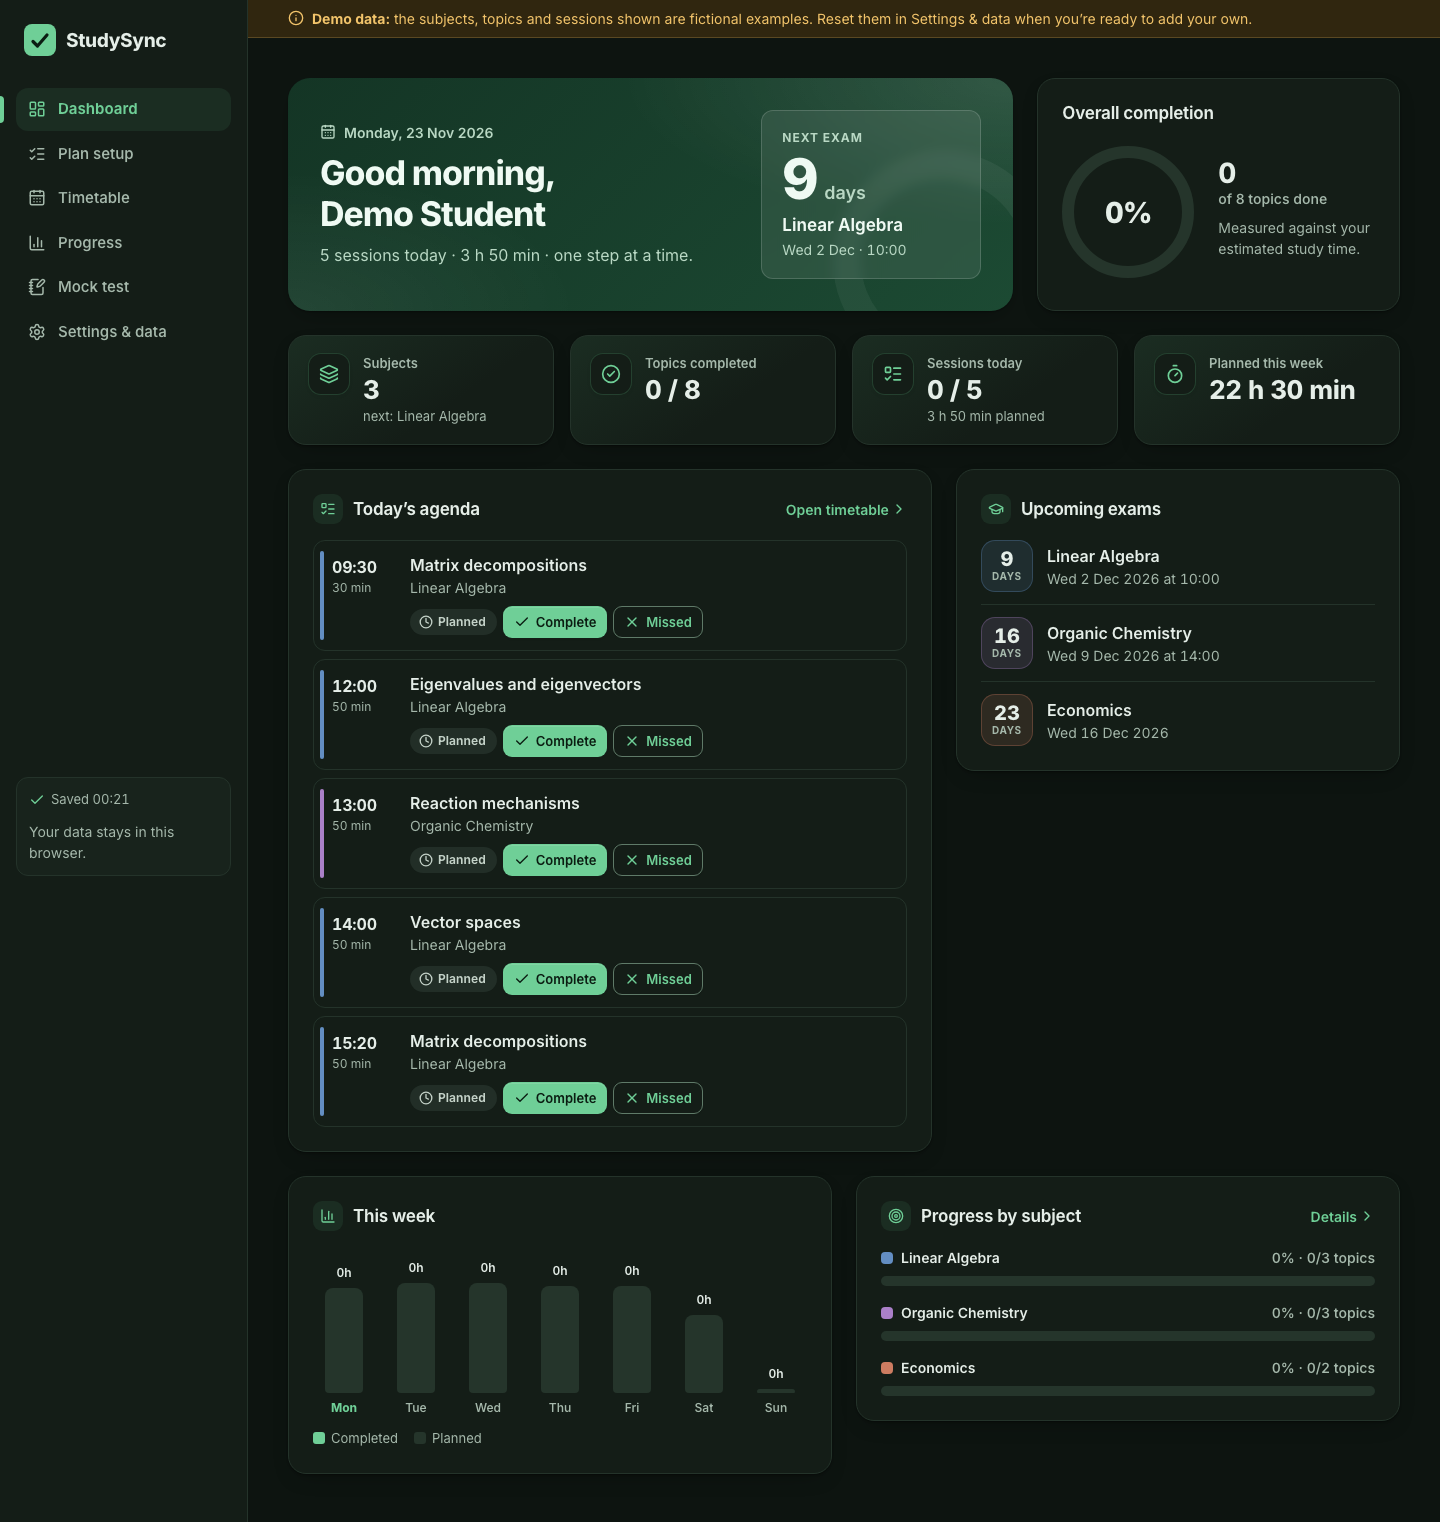 StudySync
Dashboard
Plan setup
Timetable
Progress
Mock test
Settings & data
Saved 00:21
Your data stays in this
browser.
Demo data: the subjects, topics and sessions shown are fictional examples. Reset them in Settings & data when you’re ready to add your own.
Monday, 23 Nov 2026
Good morning,
Demo Student
5 sessions today · 3 h 50 min · one step at a time.
NEXT EXAM
9 days
Linear Algebra
Wed 2 Dec · 10:00
Overall completion
0%
0
of 8 topics done
Measured against your
estimated study time.
Subjects
3
next: Linear Algebra
Topics completed
0 / 8
Sessions today
0 / 5
3 h 50 min planned
Planned this week
22 h 30 min
Today’s agenda
Open timetable
09:30
30 min
Matrix decompositions
Linear Algebra
Planned
Complete
Missed
12:00
50 min
Eigenvalues and eigenvectors
Linear Algebra
Planned
Complete
Missed
13:00
50 min
Reaction mechanisms
Organic Chemistry
Planned
Complete
Missed
14:00
50 min
Vector spaces
Linear Algebra
Planned
Complete
Missed
15:20
50 min
Matrix decompositions
Linear Algebra
Planned
Complete
Missed
Upcoming exams
9
DAYS
Linear Algebra
Wed 2 Dec 2026 at 10:00
16
DAYS
Organic Chemistry
Wed 9 Dec 2026 at 14:00
23
DAYS
Economics
Wed 16 Dec 2026
This week
0h
0h
0h
0h
0h
0h
0h
Mon
Tue
Wed
Thu
Fri
Sat
Sun
Completed
Planned
Progress by subject
Details
Linear Algebra
0% · 0/3 topics
Organic Chemistry
0% · 0/3 topics
Economics
0% · 0/2 topics